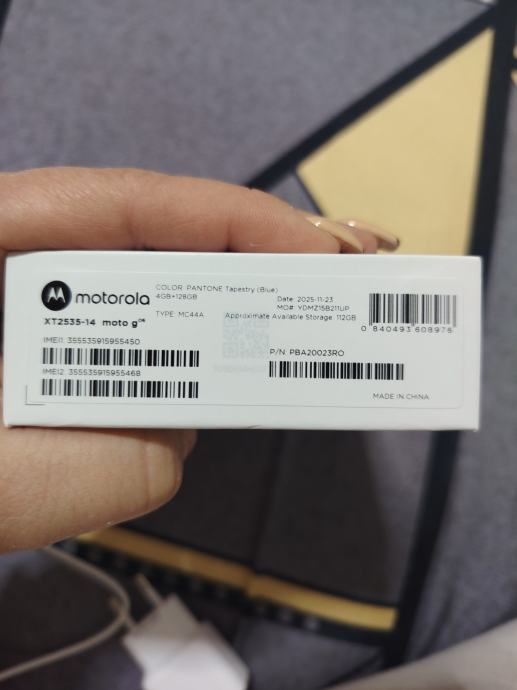 motorola
COLOR: PANTONE Tapestry (Blue)
4GB+128GB
Date: 2025-11-23
MO#: YDMZ15B211UP
TYPE: MC44A
Approximate Available Storage: 112GB
XT2535-14 moto g06
0 840493 608976
IMEI1 355535915955450
P/N: PBA20023RO
IMEI2 355535915955468
MADE IN CHINA